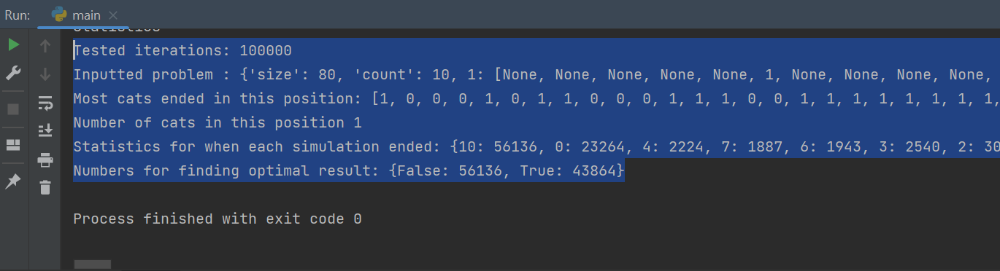 Run: main
Statistics
Tested iterations: 100000
Inputted problem : {'size': 80, 'count': 10, 1: [None, None, None, None, None, 1, None, None, None, None,
Most cats ended in this position: [1, 0, 0, 0, 1, 0, 1, 1, 0, 0, 0, 1, 1, 1, 0, 0, 1, 1, 1, 1, 1, 1, 1, 1,
Number of cats in this position 1
Statistics for when each simulation ended: {10: 56136, 0: 23264, 4: 2224, 7: 1887, 6: 1943, 3: 2540, 2: 30
Numbers for finding optimal result: {False: 56136, True: 43864}
Process finished with exit code 0